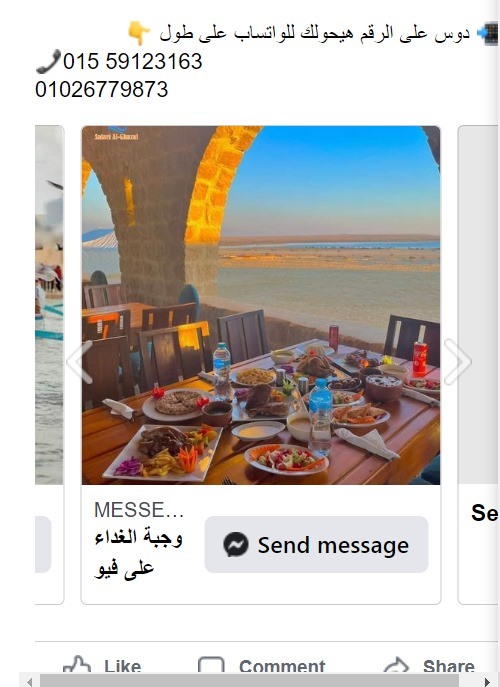 دوس على الرقم هيحولك للواتساب على طول
015 59123163
01026779873
Safari Al-Ghazal
MESSE...
وجبة الغداء
على فيو
Send message
Se
Like
Comment
Share